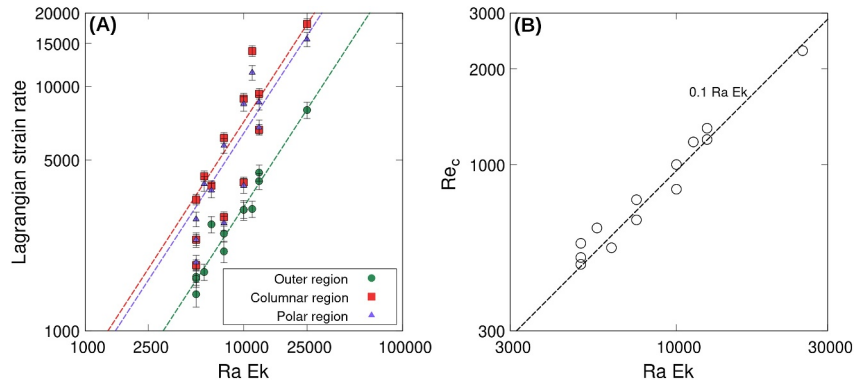 (A)
Lagrangian strain rate
20000
15000
10000
5000
1000
Outer region
Columnar region
Polar region
1000 2500 10000 25000 100000
Ra Ek
(B)
Re_c
3000
2000
1000
300
0.1 Ra Ek
3000 10000 30000
Ra Ek